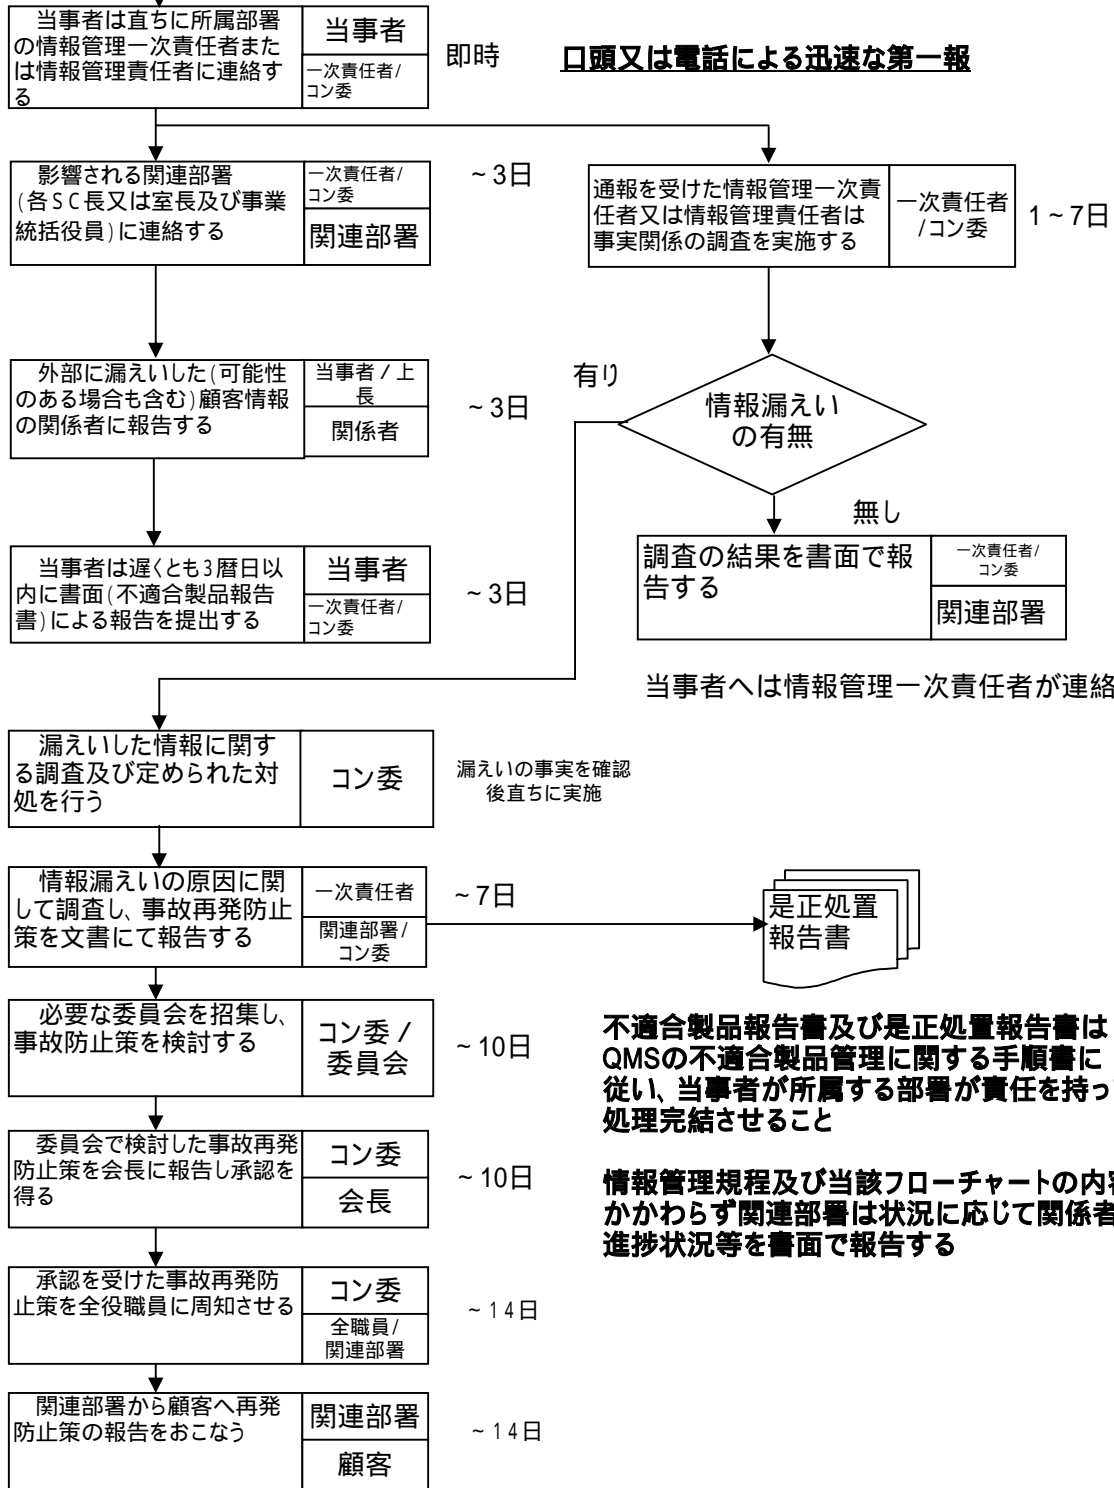 当事者は直ちに所属部署
の情報管理一次責任者また
は情報管理責任者に連絡す
る
当事者
一次責任者/
コン委
即時
口頭又は電話による迅速な第一報
影響される関連部署
(各SC長又は室長及び事業
統括役員)に連絡する
一次責任者/
コン委
関連部署
~3日
通報を受けた情報管理一次責
任者又は情報管理責任者は
事実関係の調査を実施する
一次責任者
/コン委
1~7日
外部に漏えいした(可能性
のある場合も含む)顧客情報
の関係者に報告する
当事者/上
長
関係者
~3日
有り
情報漏えい
の有無
無し
調査の結果を書面で報
告する
一次責任者/
コン委
関連部署
当事者は遅くとも3暦日以
内に書面(不適合製品報告
書)による報告を提出する
当事者
一次責任者/
コン委
~3日
当事者へは情報管理一次責任者が連絡
漏えいした情報に関す
る調査及び定められた対
処を行う
コン委
漏えいの事実を確認
後直ちに実施
情報漏えいの原因に関
して調査し、事故再発防止
策を文書にて報告する
一次責任者
関連部署/
コン委
~7日
是正処置
報告書
必要な委員会を招集し、
事故防止策を検討する
コン委/
委員会
~10日
不適合製品報告書及び是正処置報告書は
QMSの不適合製品管理に関する手順書に
従い、当事者が所属する部署が責任を持っ
処理完結させること
委員会で検討した事故再発
防止策を会長に報告し承認を
得る
コン委
会長
~10日
情報管理規程及び当該フローチャートの内容
かかわらず関連部署は状況に応じて関係者
進捗状況等を書面で報告する
承認を受けた事故再発防
止策を全役職員に周知させる
コン委
全職員/
関連部署
~14日
関連部署から顧客へ再発
防止策の報告をおこなう
関連部署
顧客
~14日